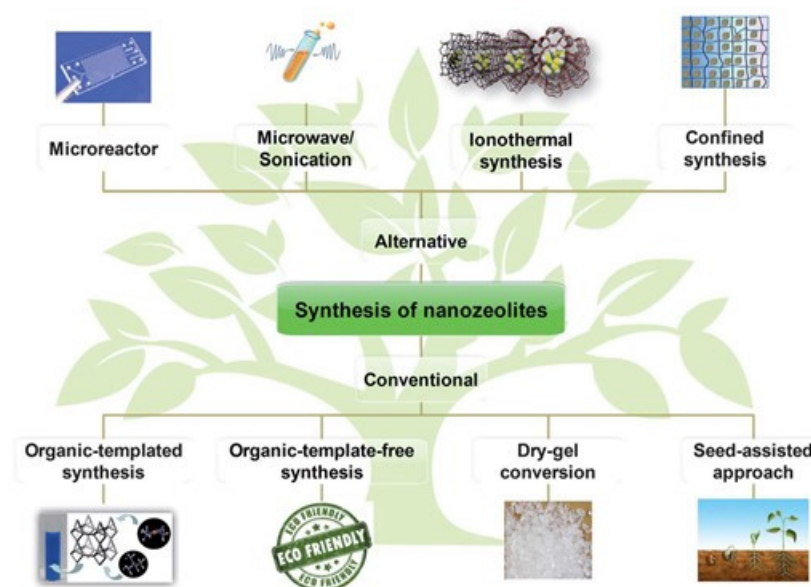 Microreactor
Microwave/
Sonication
Ionothermal
synthesis
Confined
synthesis
Alternative
Synthesis of nanozeolites
Conventional
Organic-templated
synthesis
Organic-template-free
synthesis
Dry-gel
conversion
Seed-assisted
approach
ECO FRIENDLY
ECO FRIENDLY
ECO FRIENDLY